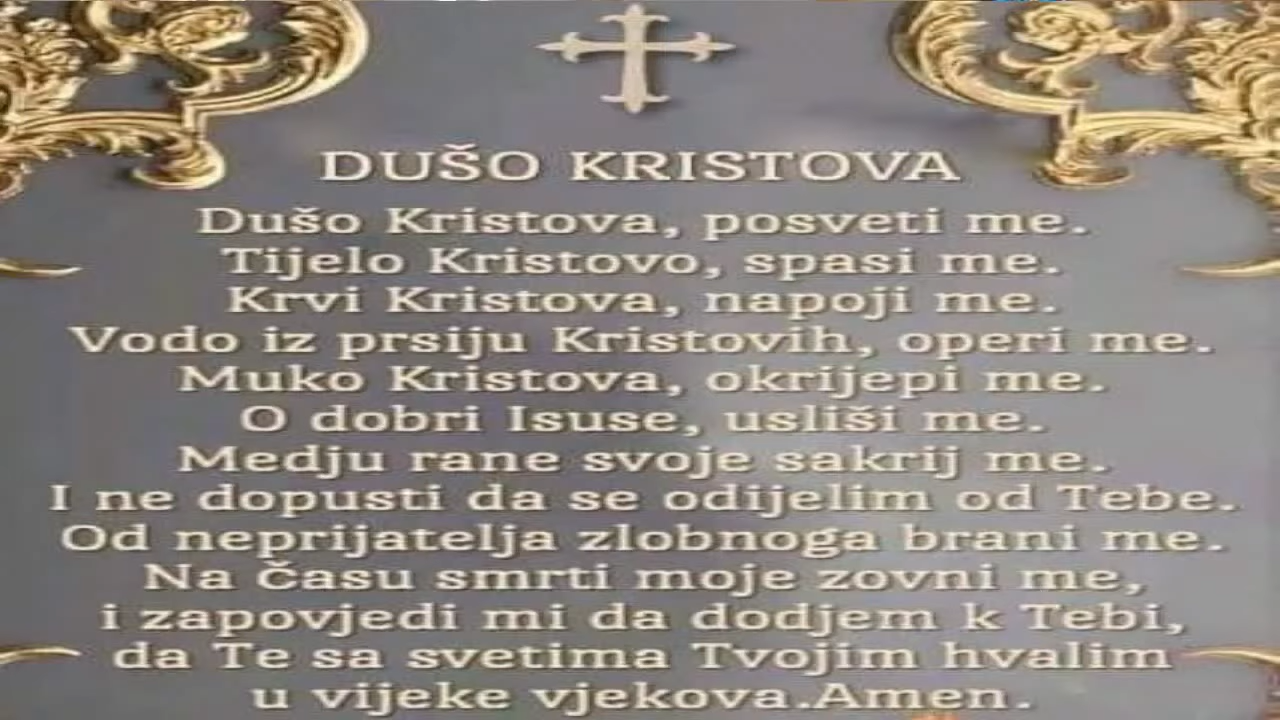 DUŠO KRISTOVA
Dušo Kristova, posveti me.
Tijelo Kristovo, spasi me.
Krvi Kristova, napoji me.
Vodo iz prsiju Kristovih, operi me.
Muko Kristova, okrijepi me.
O dobri Isuse, usliši me.
Medju rane svoje sakrij me.
I ne dopusti da se odijelim od Tebe.
Od neprijatelja zlobnoga brani me.
Na Času smrti moje zovni me,
i zapovjedi mi da dodjem k Tebi,
da Te sa svetima Tvojim hvalim
u vijeke vjekova.Amen.